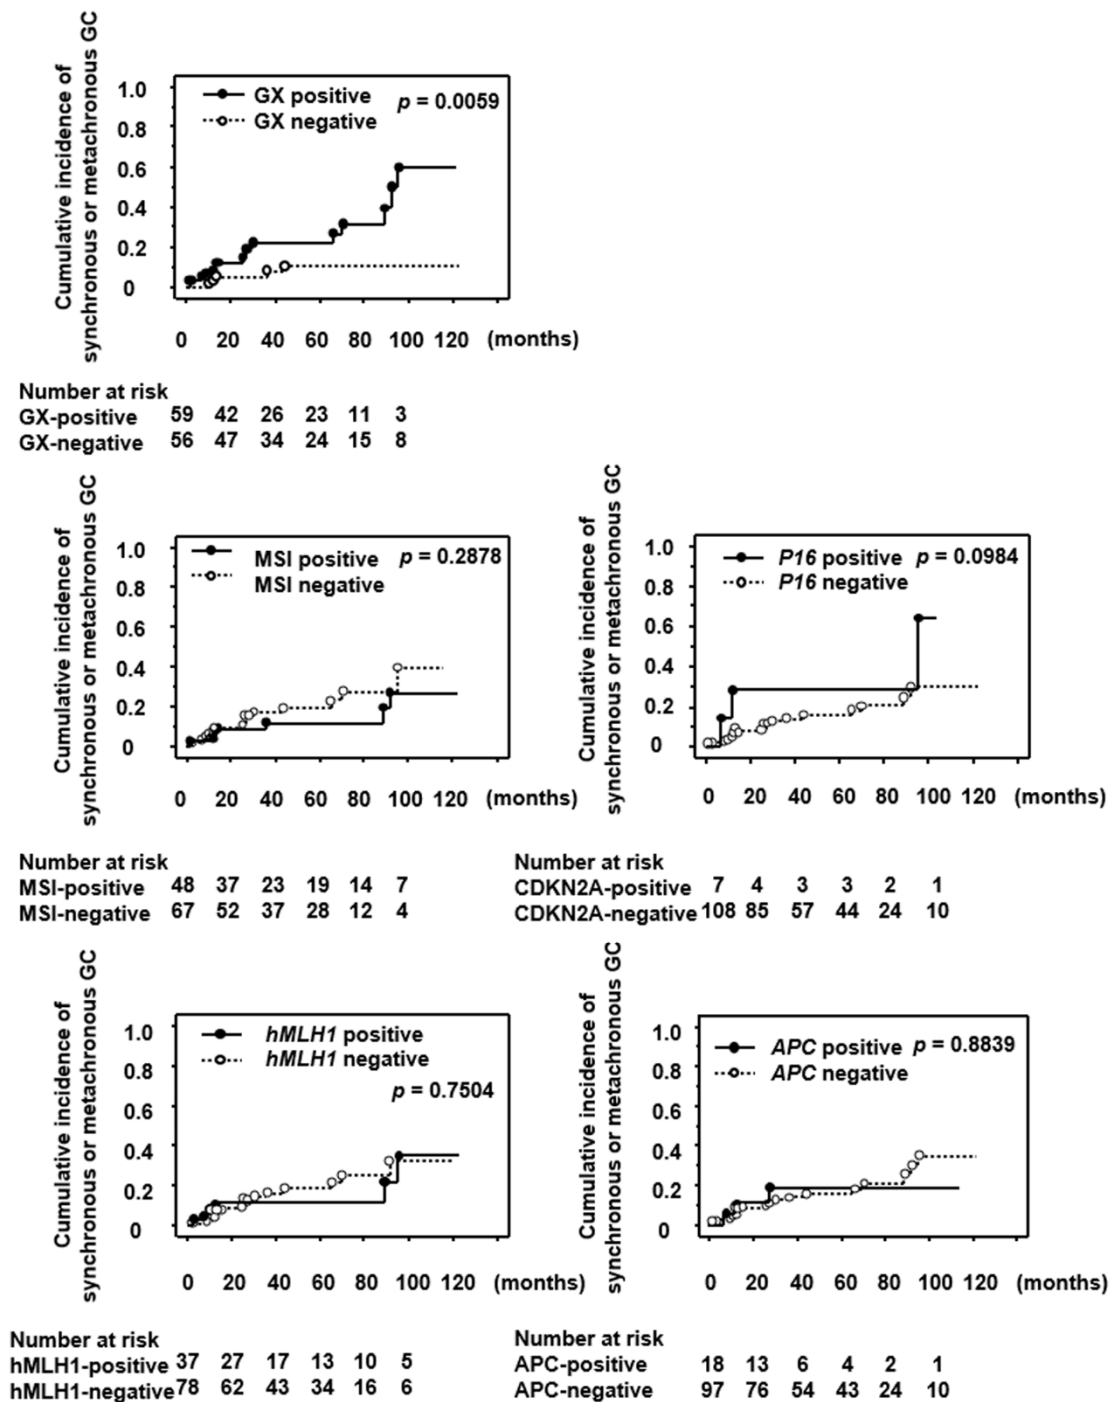 Cumulative incidence of
synchronous or metachronous GC
1.0
0.8
0.6
0.4
0.2
0
GX positive
GX negative
p = 0.0059
0 20 40 60 80 100 120 (months)
Number at risk
GX-positive 59 42 26 23 11 3
GX-negative 56 47 34 24 15 8
Cumulative incidence of
synchronous or metachronous GC
1.0
0.8
0.6
0.4
0.2
0
MSI positive
MSI negative
p = 0.2878
0 20 40 60 80 100 120 (months)
Number at risk
MSI-positive 48 37 23 19 14 7
MSI-negative 67 52 37 28 12 4
Cumulative incidence of
synchronous or metachronous GC
1.0
0.8
0.6
0.4
0.2
0
P16 positive
P16 negative
p = 0.0984
0 20 40 60 80 100 120 (months)
Number at risk
CDKN2A-positive 7 4 3 3 2 1
CDKN2A-negative 108 85 57 44 24 10
Cumulative incidence of
synchronous or metachronous GC
1.0
0.8
0.6
0.4
0.2
0
hMLH1 positive
hMLH1 negative
p = 0.7504
0 20 40 60 80 100 120 (months)
Number at risk
hMLH1-positive 37 27 17 13 10 5
hMLH1-negative 78 62 43 34 16 6
Cumulative incidence of
synchronous or metachronous GC
1.0
0.8
0.6
0.4
0.2
0
APC positive
APC negative
p = 0.8839
0 20 40 60 80 100 120 (months)
Number at risk
APC-positive 18 13 6 4 2 1
APC-negative 97 76 54 43 24 10